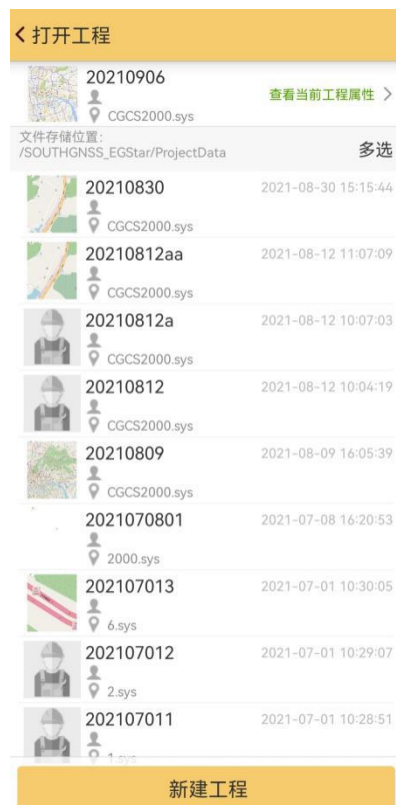 打开工程
20210906
查看当前工程属性
CGCS2000.sys
文件存储位置:
/SOUTHGNSS_EGStar/ProjectData
多选
20210830
2021-08-30 15:15:44
CGCS2000.sys
20210812aa
2021-08-12 11:07:09
CGCS2000.sys
20210812a
2021-08-12 10:07:03
CGCS2000.sys
20210812
2021-08-12 10:04:19
CGCS2000.sys
20210809
2021-08-09 16:05:39
CGCS2000.sys
2021070801
2021-07-08 16:20:53
2000.sys
202107013
2021-07-01 10:30:05
6.sys
202107012
2021-07-01 10:29:07
2.sys
202107011
2021-07-01 10:28:51
1.sys
新建工程